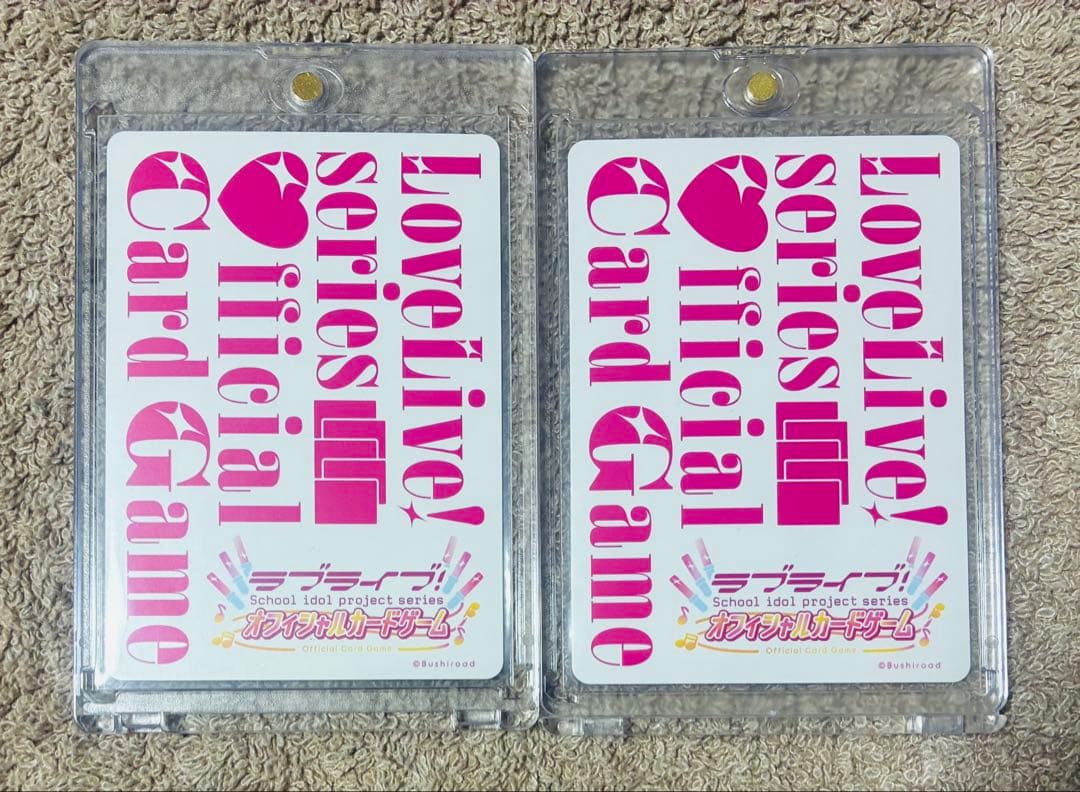 LoveLive!
series
♥fficial
Card Game
ラブライブ!
School idol project series
オフィシャルカードゲーム
Official Card Game
©Bushiroad
LoveLive!
series
♥fficial
Card Game
ラブライブ!
School idol project series
オフィシャルカードゲーム
Official Card Game
©Bushiroad